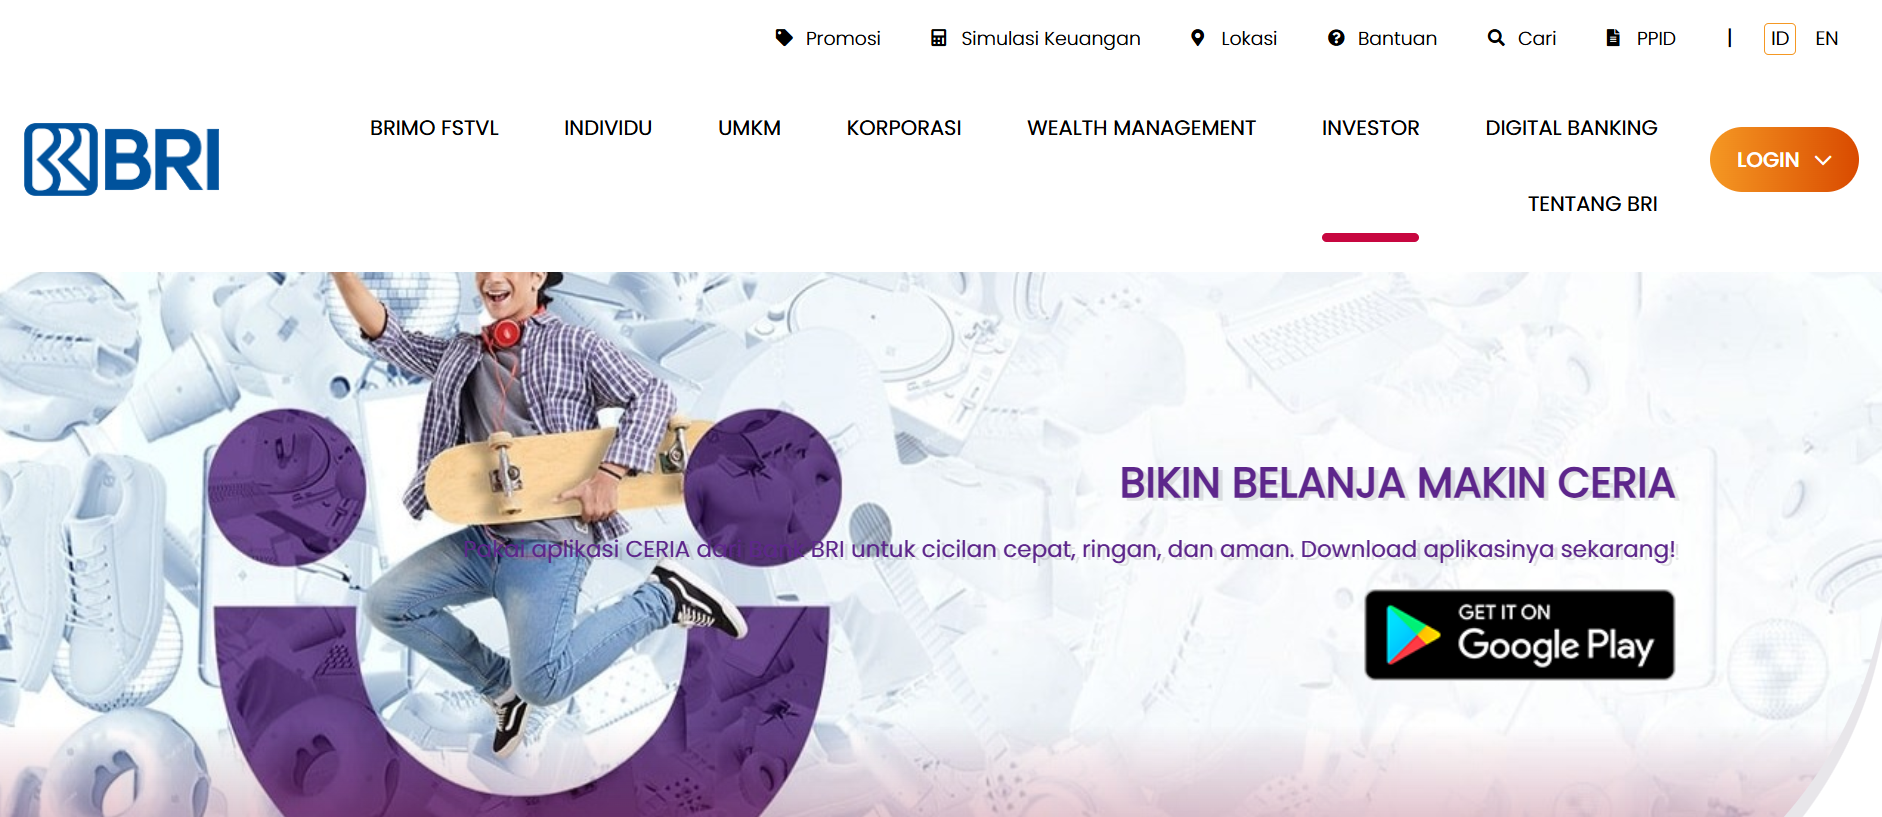 Promosi
Simulasi Keuangan
Lokasi
Bantuan
Cari
PPID
|
ID
EN
BRI
BRIMO FSTVL
INDIVIDU
UMKM
KORPORASI
WEALTH MANAGEMENT
INVESTOR
DIGITAL BANKING
TENTANG BRI
LOGIN
BIKIN BELANJA MAKIN CERIA
Pakai aplikasi CERIA dari Bank BRI untuk cicilan cepat, ringan, dan aman. Download aplikasinya sekarang!
GET IT ON
Google Play